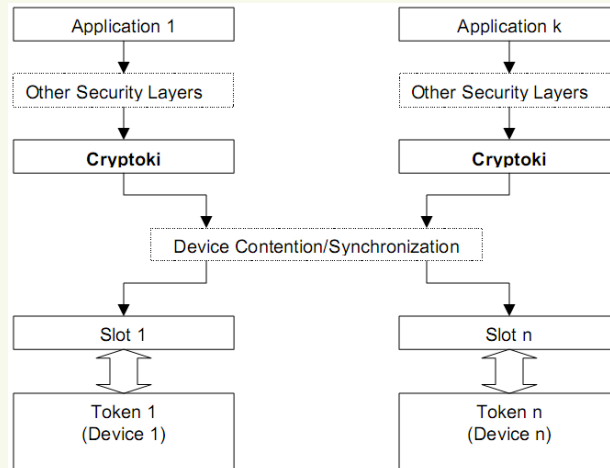 Application 1
Application k
Other Security Layers
Other Security Layers
Cryptoki
Cryptoki
Device Contention/Synchronization
Slot 1
Slot n
Token 1
(Device 1)
Token n
(Device n)